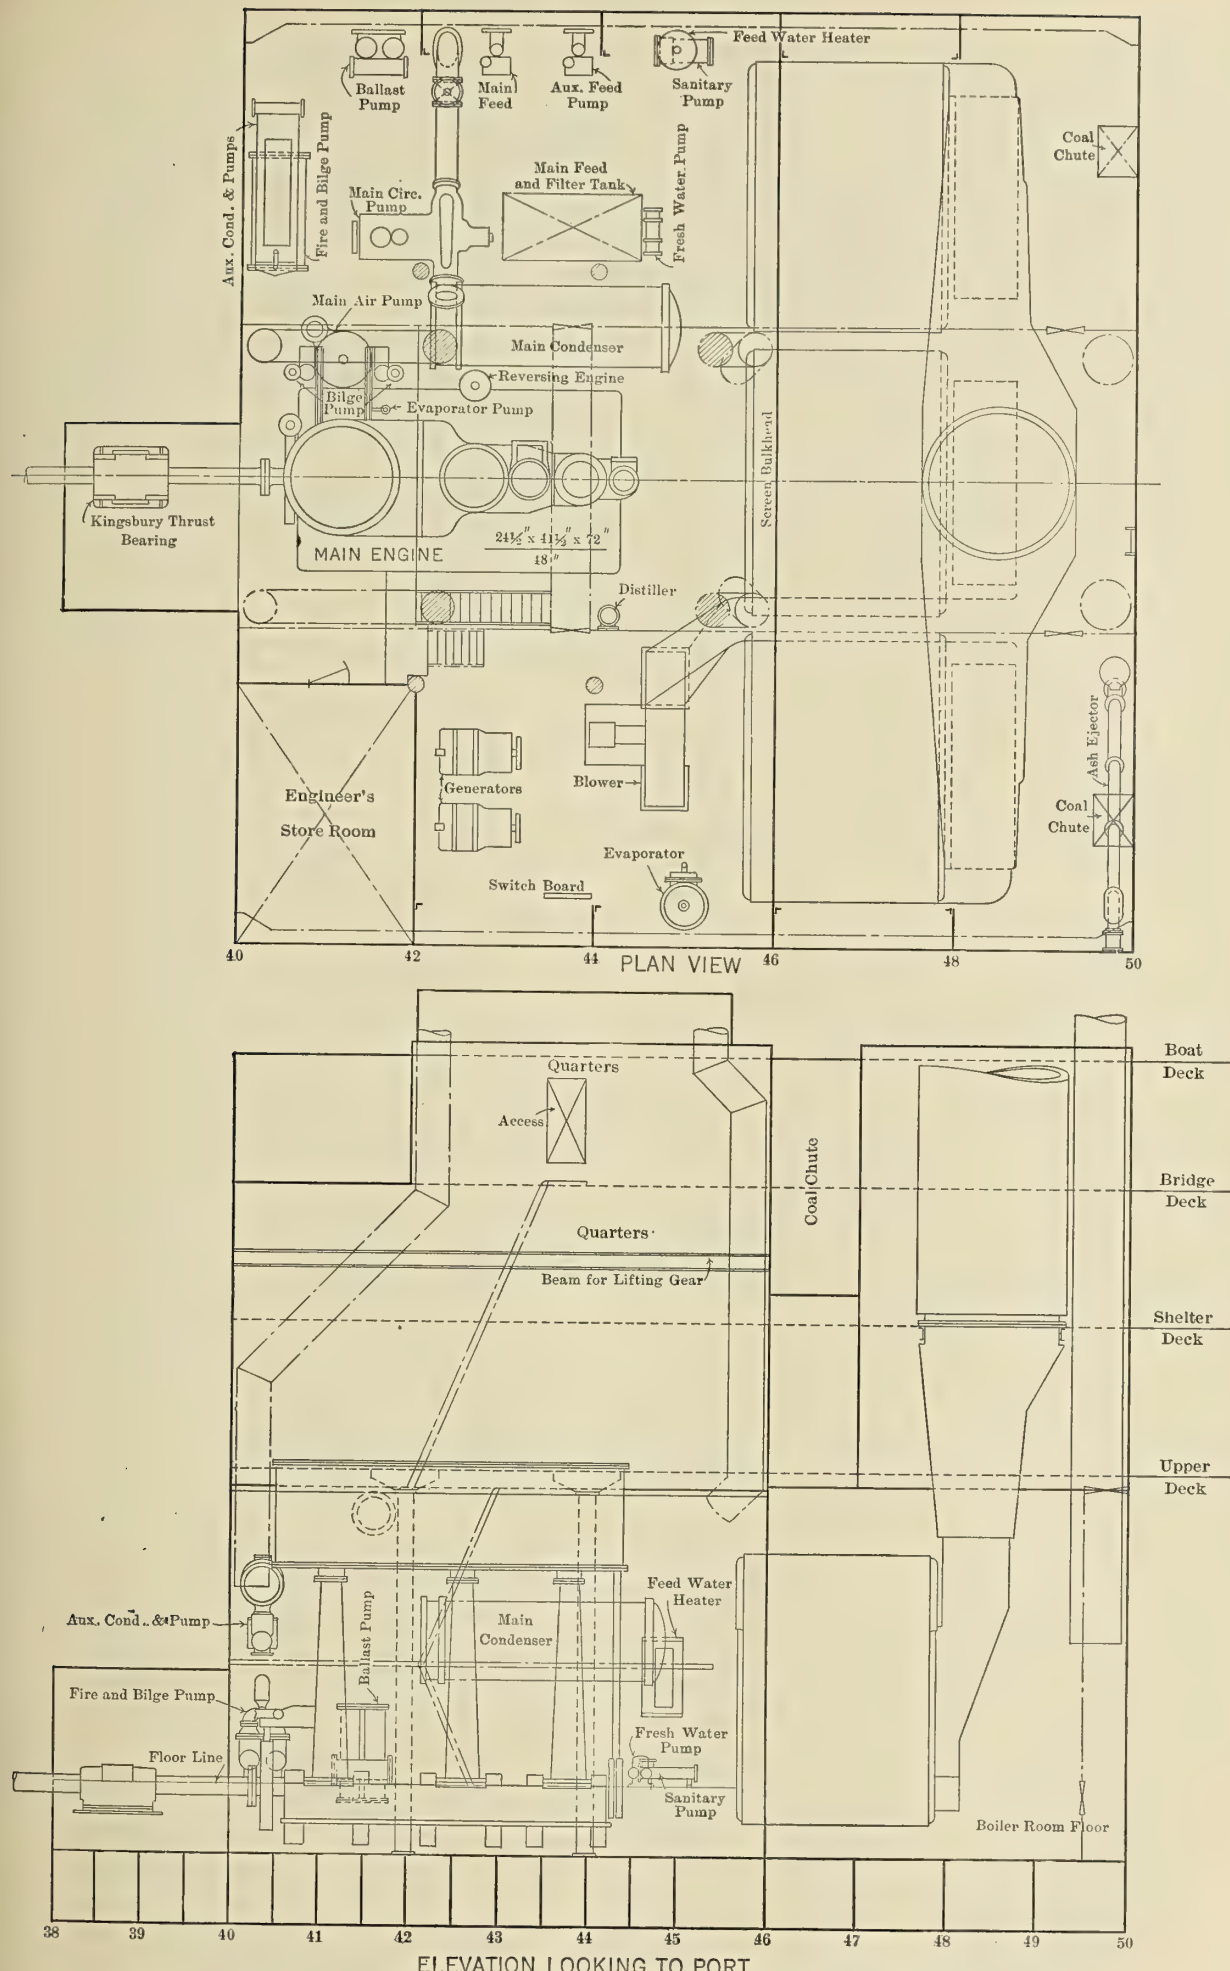 Feed Water Heater
Ballast
Pump
Main
Feed
Aux. Feed
Pump
Sanitary
Pump
Aux. Cond. & Pumps
Fire and Bilge Pump
Main Circ.
Pump
Main Feed
and Filter Tank
Fresh Water Pump
Coal
Chute
Main Air Pump
Main Condenser
Reversing Engine
Bilge
Pump
Evaporator Pump
Screen Bulkhead
Kingsbury Thrust
Bearing
MAIN ENGINE
24½" x 41½" x 72"
48"
Distiller
Engineer's
Store Room
Generators
Blower
Ash Ejector
Coal
Chute
Evaporator
Switch Board
40 42 44 46 48 50
PLAN VIEW
Boat
Deck
Quarters
Access
Coal Chute
Bridge
Deck
Quarters
Beam for Lifting Gear
Shelter
Deck
Upper
Deck
Feed Water
Heater
Aux. Cond. & Pump
Ballast Pump
Main
Condenser
Fire and Bilge Pump
Floor Line
Fresh Water
Pump
Sanitary
Pump
Boiler Room Floor
38 39 40 41 42 43 44 45 46 47 48 49 50
ELEVATION LOOKING TO PORT